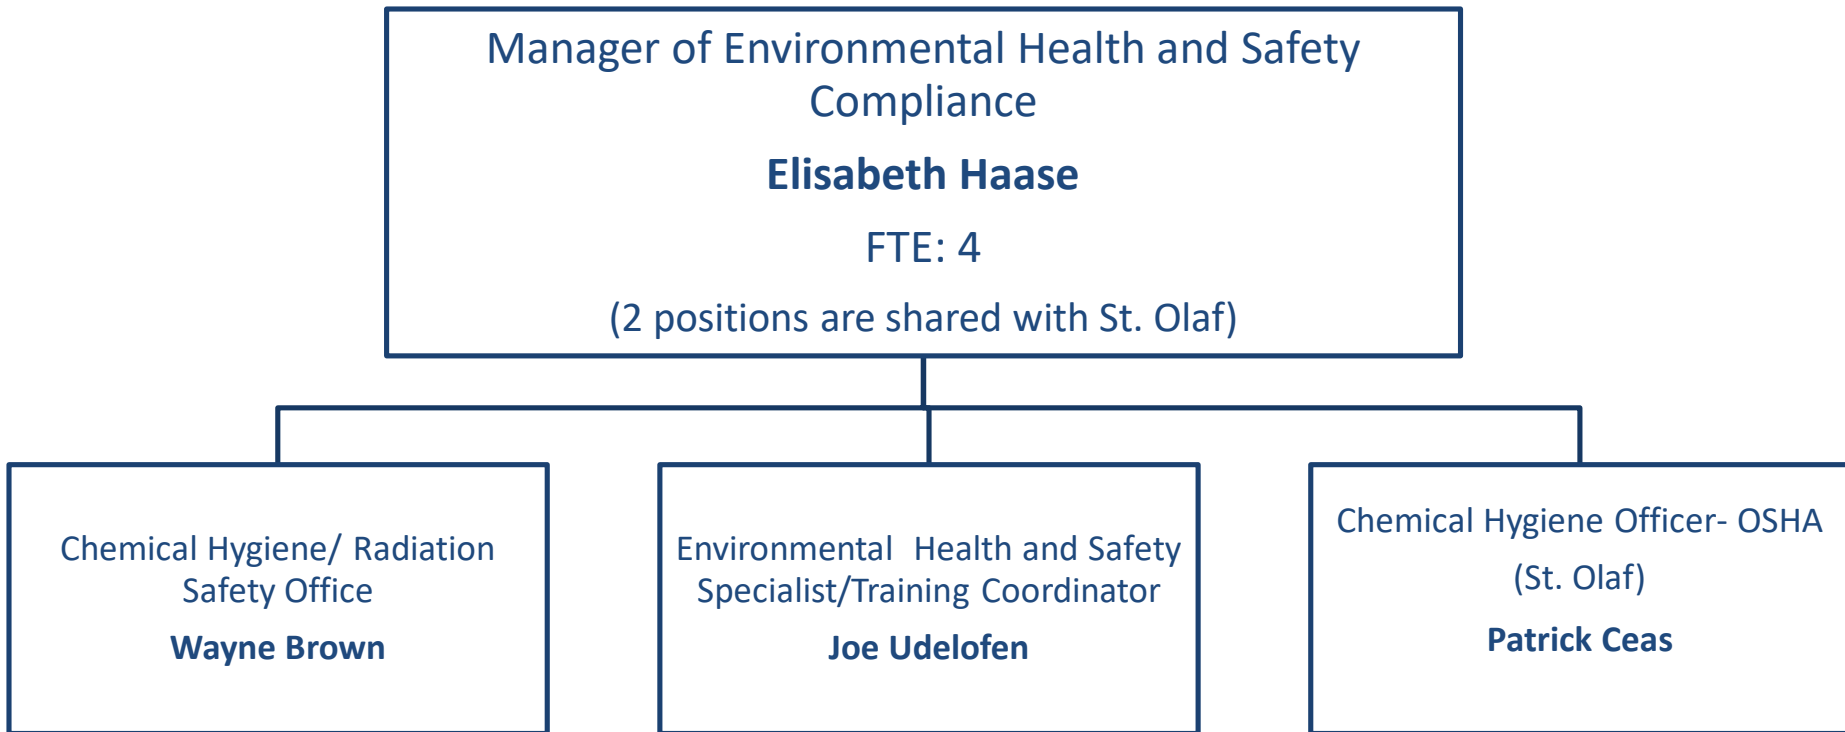 Manager of Environmental Health and Safety
Compliance
Elisabeth Haase
FTE: 4
(2 positions are shared with St. Olaf)
Chemical Hygiene/ Radiation
Safety Office
Wayne Brown
Environmental Health and Safety
Specialist/Training Coordinator
Joe Udelofen
Chemical Hygiene Officer- OSHA
(St. Olaf)
Patrick Ceas